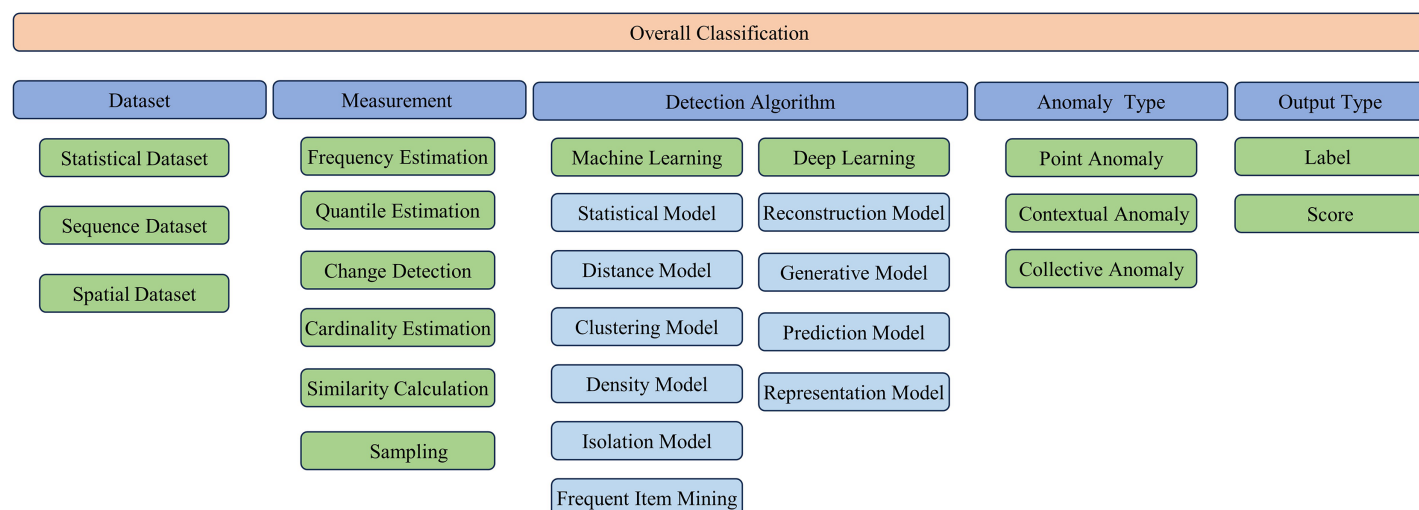 Overall Classification
Dataset
Measurement
Detection Algorithm
Anomaly Type
Output Type
Statistical Dataset
Sequence Dataset
Spatial Dataset
Frequency Estimation
Quantile Estimation
Change Detection
Cardinality Estimation
Similarity Calculation
Sampling
Machine Learning
Statistical Model
Distance Model
Clustering Model
Density Model
Isolation Model
Frequent Item Mining
Deep Learning
Reconstruction Model
Generative Model
Prediction Model
Representation Model
Point Anomaly
Contextual Anomaly
Collective Anomaly
Label
Score